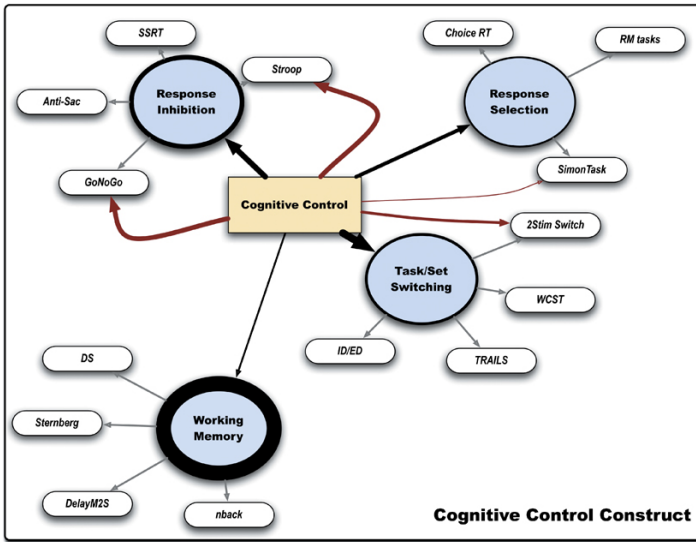 SSRT
Choice RT
RM tasks
Stroop
Response
Inhibition
Response
Selection
Anti-Sac
SimonTask
GoNoGo
Cognitive Control
2Stim Switch
Task/Set
Switching
WCST
ID/ED
TRAILS
DS
Sternberg
Working
Memory
DelayM2S
nback
Cognitive Control Construct